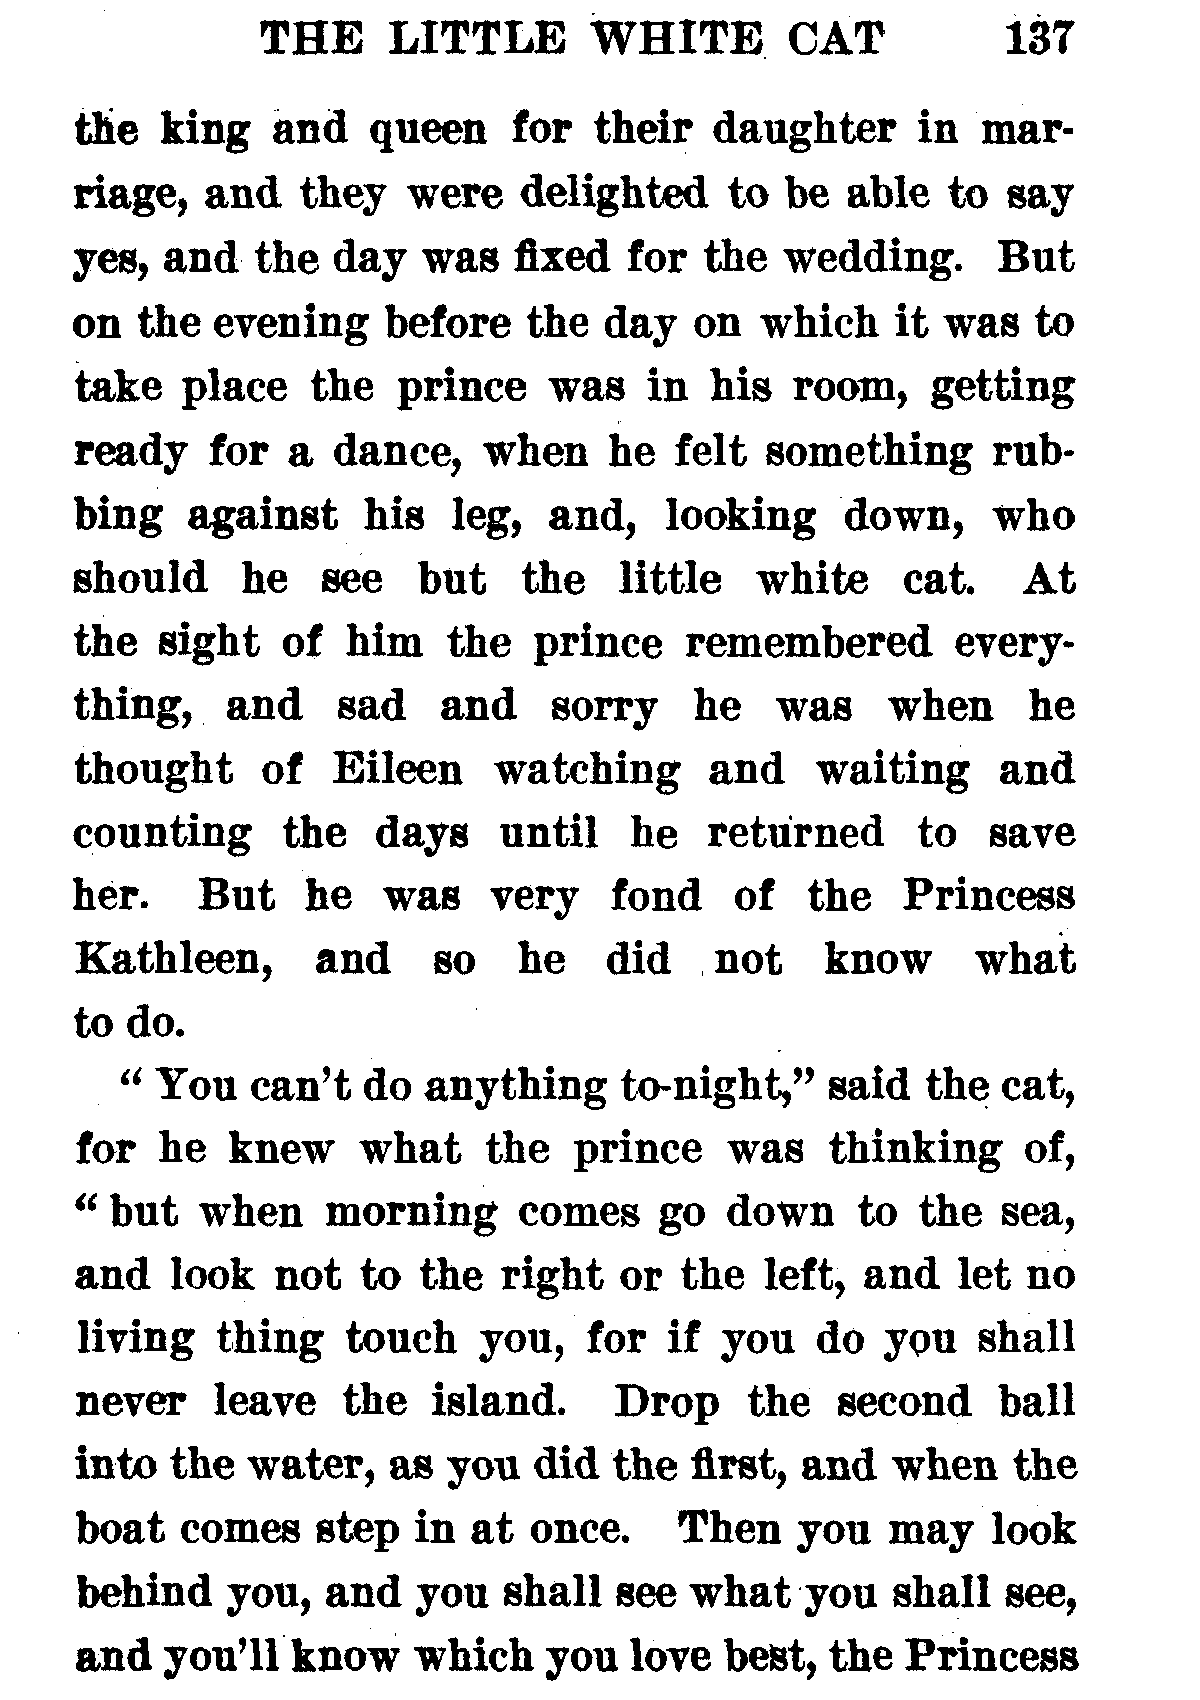 THE LITTLE WHITE CAT 137
the king and queen for their daughter in mar-
riage, and they were delighted to be able to say
yes, and the day was fixed for the wedding. But
on the evening before the day on which it was to
take place the prince was in his room, getting
ready for a dance, when he felt something rub-
bing against his leg, and, looking down, who
should he see but the little white cat. At
the sight of him the prince remembered every-
thing, and sad and sorry he was when he
thought of Eileen watching and waiting and
counting the days until he returned to save
her. But he was very fond of the Princess
Kathleen, and so he did not know what
to do.
“ You can't do anything to-night,” said the cat,
for he knew what the prince was thinking of,
“ but when morning comes go down to the sea,
and look not to the right or the left, and let no
living thing touch you, for if you do you shall
never leave the island. Drop the second ball
into the water, as you did the first, and when the
boat comes step in at once. Then you may look
behind you, and you shall see what you shall see,
and you'll know which you love best, the Princess